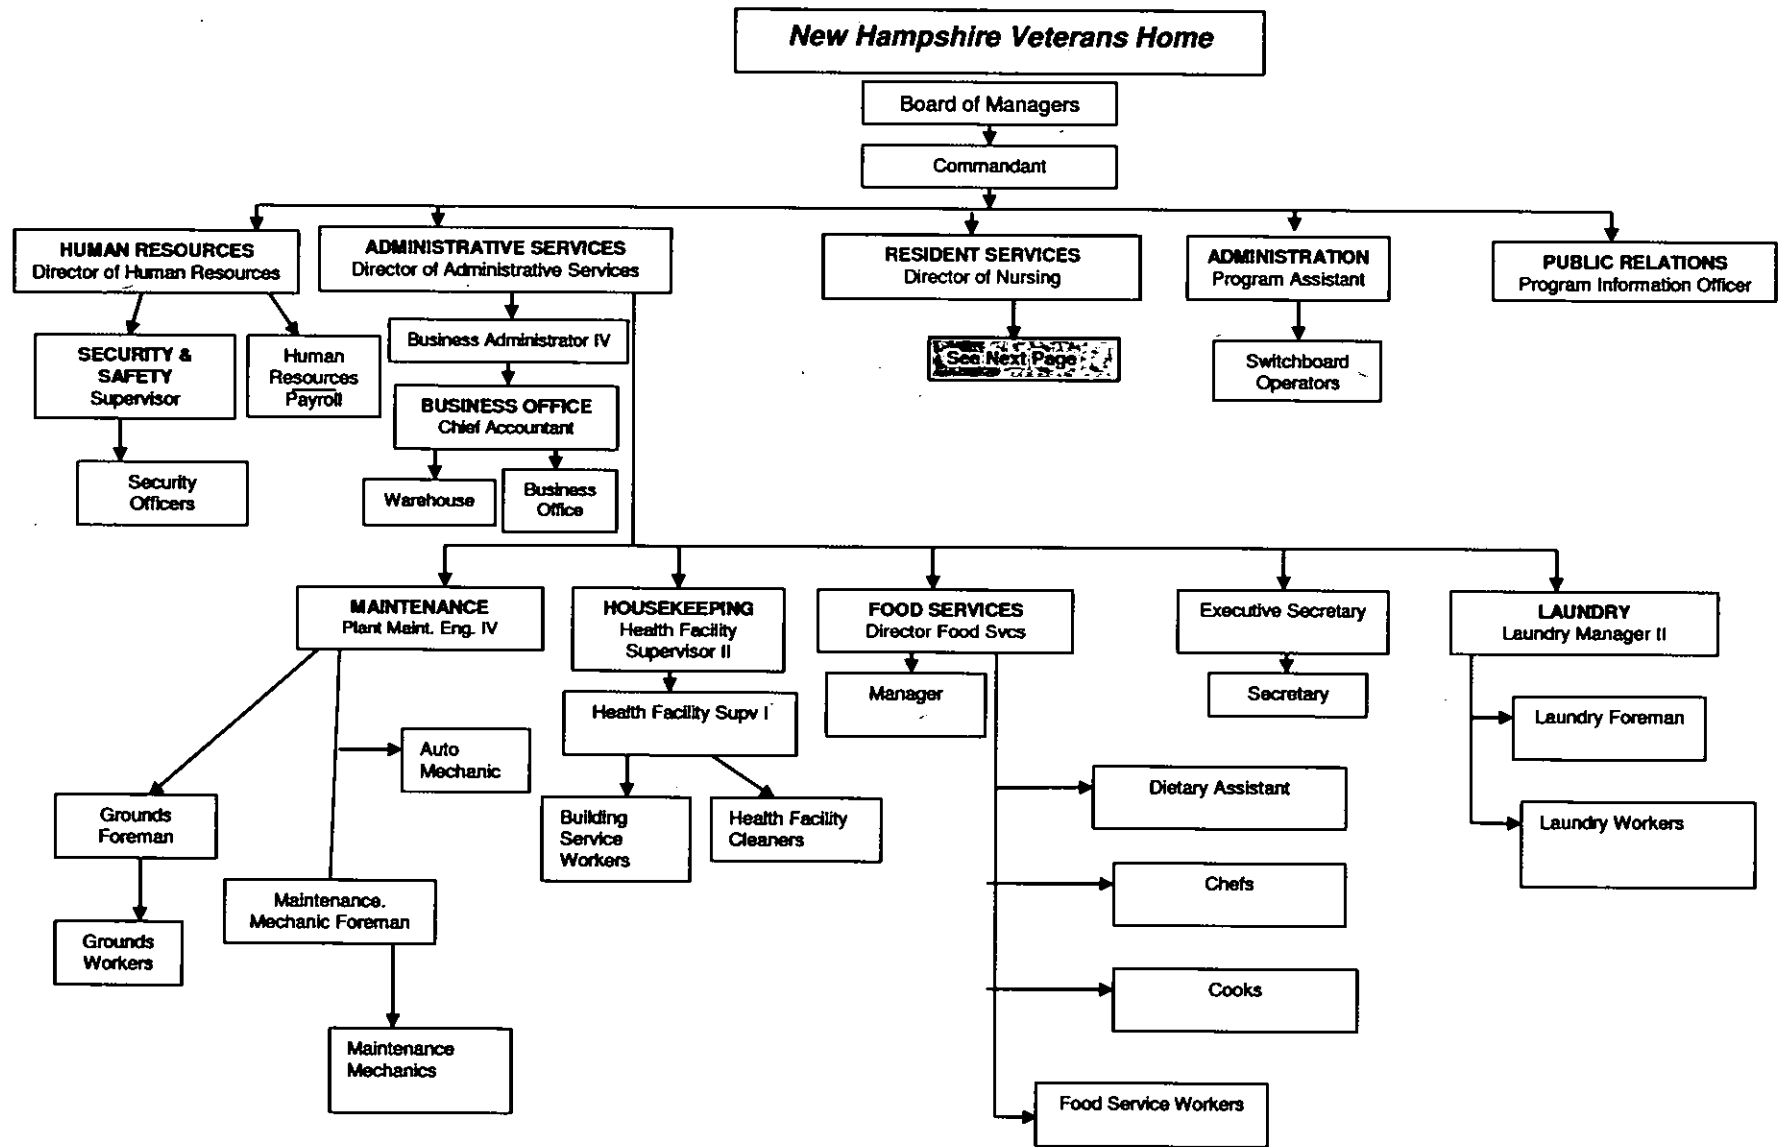 New Hampshire Veterans Home
Board of Managers
Commandant
HUMAN RESOURCES
Director of Human Resources
ADMINISTRATIVE SERVICES
Director of Administrative Services
RESIDENT SERVICES
Director of Nursing
ADMINISTRATION
Program Assistant
PUBLIC RELATIONS
Program Information Officer
SECURITY &
SAFETY
Supervisor
Human
Resources
Payroll
Business Administrator IV
See Next Page
Switchboard
Operators
BUSINESS OFFICE
Chief Accountant
Security
Officers
Warehouse
Business
Office
MAINTENANCE
Plant Maint. Eng. IV
HOUSEKEEPING
Health Facility
Supervisor II
FOOD SERVICES
Director Food Svcs
Executive Secretary
LAUNDRY
Laundry Manager II
Health Facility Supv I
Manager
Secretary
Laundry Foreman
Auto
Mechanic
Grounds
Foreman
Building
Service
Workers
Health Facility
Cleaners
Dietary Assistant
Laundry Workers
Maintenance.
Mechanic Foreman
Chefs
Grounds
Workers
Cooks
Maintenance
Mechanics
Food Service Workers